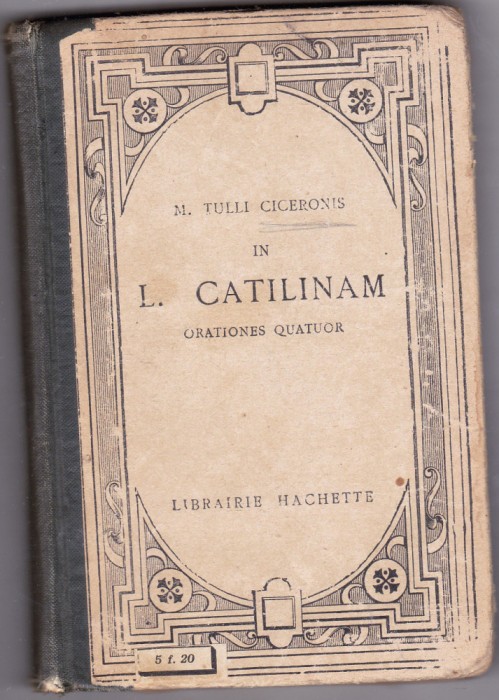 M. TULLI CICERONIS
IN
L. CATILINAM
ORATIONES QUATUOR
LIBRAIRIE HACHETTE
5 f. 20